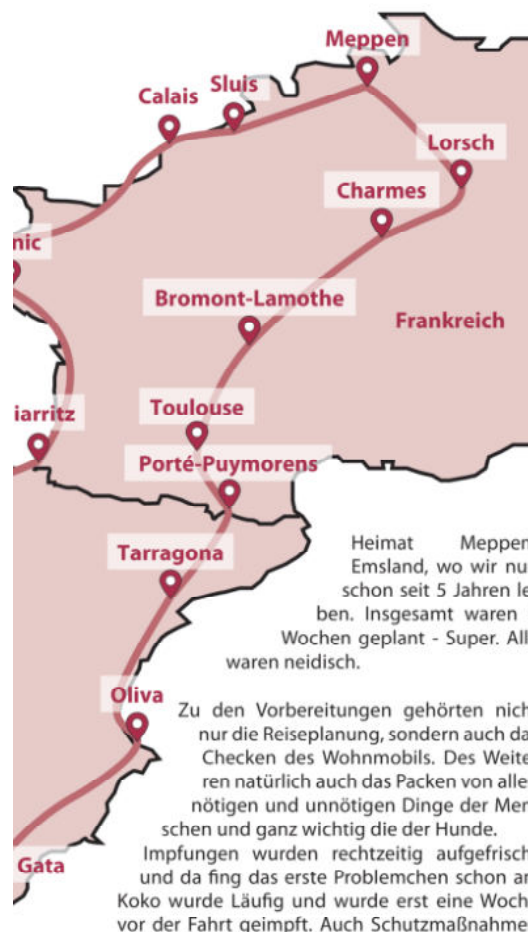 Meppen
Sluis
Calais
Lorsch
Charmes
nic
Bromont-Lamothe
Frankreich
iarritz
Toulouse
Porté-Puymorens
Tarragona
Oliva
Gata
Heimat Meppen
Emsland, wo wir nu
schon seit 5 Jahren le
ben. Insgesamt waren
Wochen geplant - Super. All
waren neidisch.
Zu den Vorbereitungen gehörten nich
nur die Reiseplanung, sondern auch da
Checken des Wohnmobils. Des Weite
ren natürlich auch das Packen von alle
nötigen und unnötigen Dinge der Men
schen und ganz wichtig die der Hunde.
Impfungen wurden rechtzeitig aufgefrisch
und da fing das erste Problemchen schon an
Koko wurde Läufig und wurde erst eine Woch
vor der Fahrt geimpft. Auch Schutzmaßnahme